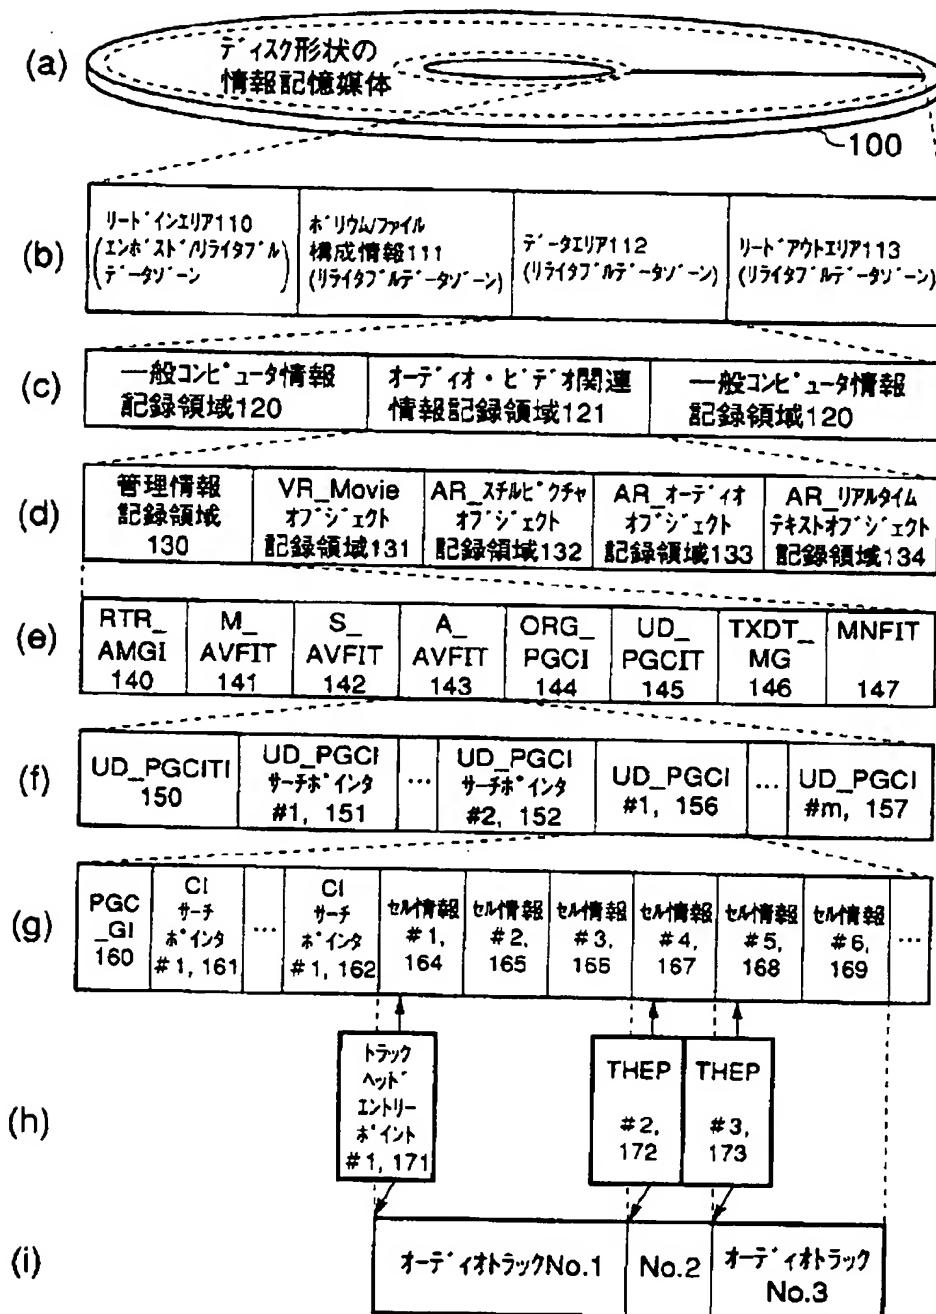 (a)
ディスク形状の
情報記憶媒体
100
(b)
リードインエリア110
(エンボスド/リライタブル
データゾーン)
ボリウム/ファイル
構成情報111
(リライタブルデータゾーン)
データエリア112
(リライタブルデータゾーン)
リードアウトエリア113
(リライタブルデータゾーン)
(c)
一般コンピュータ情報
記録領域120
オーディオ・ビデオ関連
情報記録領域121
一般コンピュータ情報
記録領域120
(d)
管理情報
記録領域
130
VR_Movie
オブジェクト
記録領域131
AR_スチルピクチャ
オブジェクト
記録領域132
AR_オーディオ
オブジェクト
記録領域133
AR_リアルタイム
テキストオブジェクト
記録領域134
(e)
RTR_
AMGI
140
M_
AVFIT
141
S_
AVFIT
142
A_
AVFIT
143
ORG_
PGCI
144
UD_
PGCIT
145
TXDT_
MG
146
MNFIT
147
(f)
UD_PGCITI
150
UD_PGCI
サーチポインタ
#1, 151
…
UD_PGCI
サーチポインタ
#2, 152
UD_PGCI
#1, 156
…
UD_PGCI
#m, 157
(g)
PGC
_GI
160
CI
サーチ
ポインタ
#1, 161
…
CI
サーチ
ポインタ
#1, 162
セル情報
#1,
164
セル情報
#2,
165
セル情報
#3,
166
セル情報
#4,
167
セル情報
#5,
168
セル情報
#6,
169
…
(h)
トラック
ヘッド
エントリー
ポイント
#1, 171
THEP
#2,
172
THEP
#3,
173
(i)
オーディオトラックNo.1
No.2
オーディオトラック
No.3